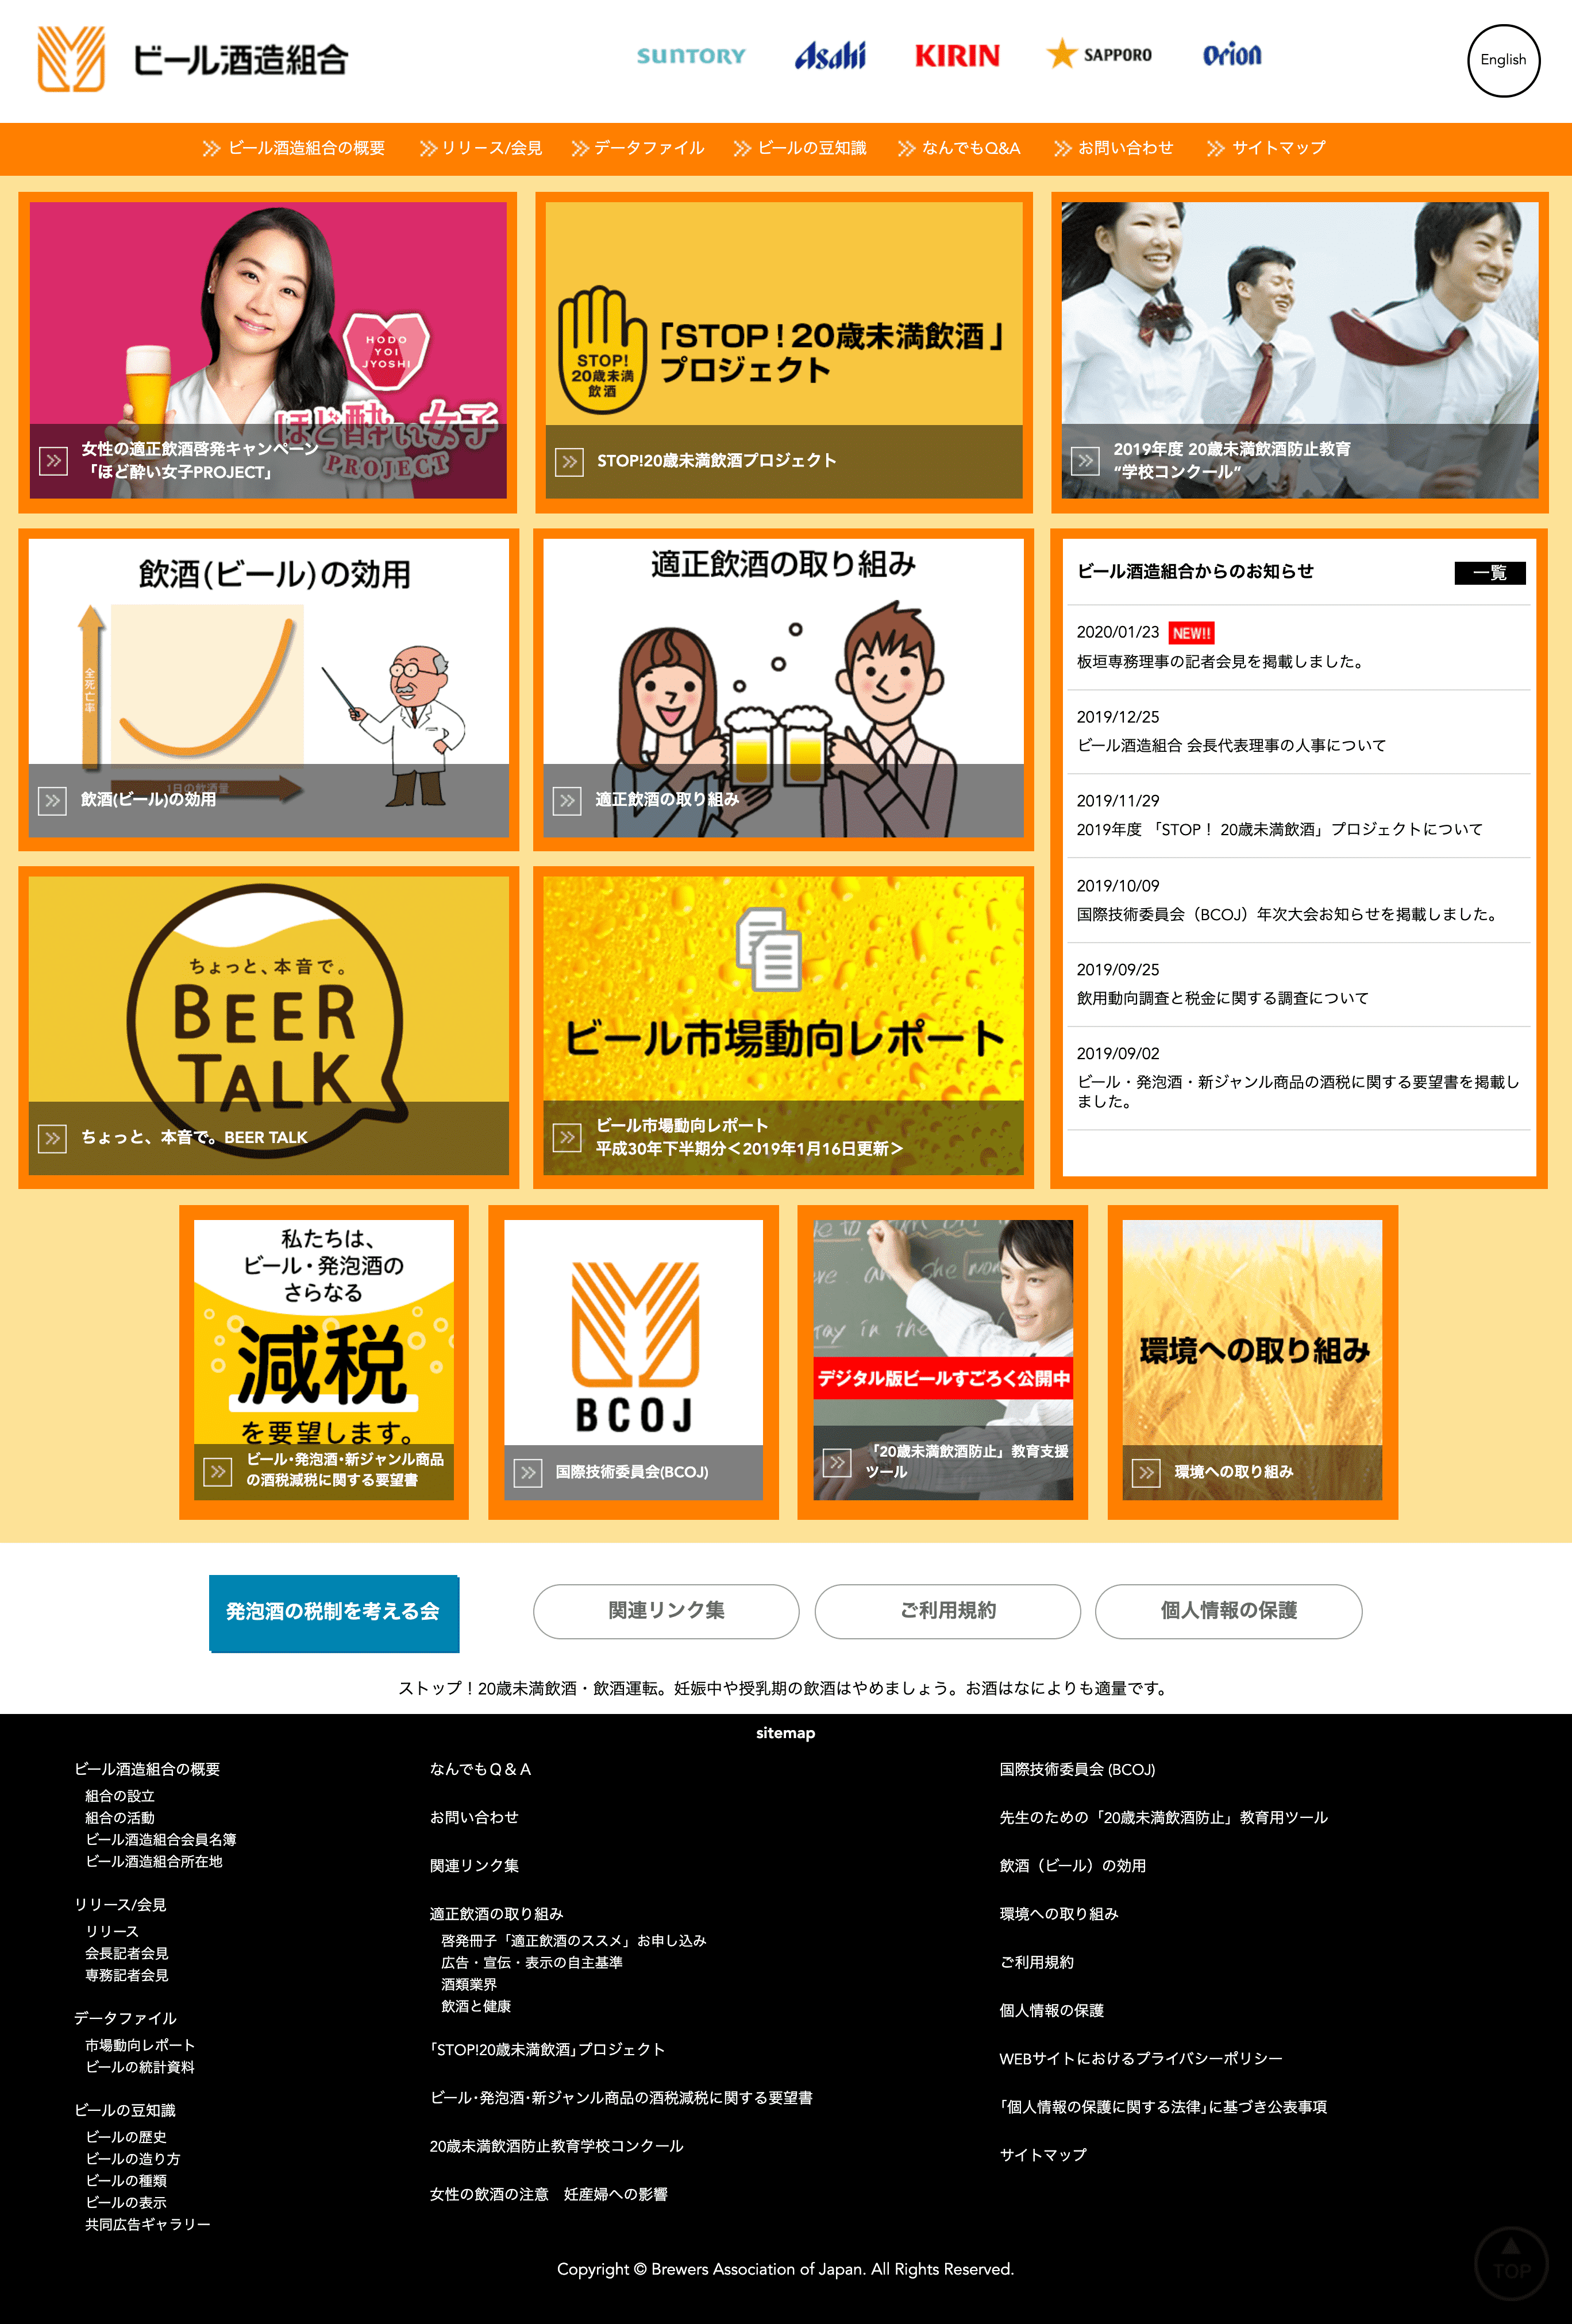 ビール酒造組合
SUNTORY
Asahi
KIRIN
SAPPORO
Orion
English
ビール酒造組合の概要
リリース/会見
データファイル
ビールの豆知識
なんでもQ&A
お問い合わせ
サイトマップ
HODO
YOI
JYOSHI
ほど酔い女子
PROJECT
女性の適正飲酒啓発キャンペーン
「ほど酔い女子PROJECT」
STOP!
20歳未満
飲酒
「STOP!20歳未満飲酒」
プロジェクト
STOP!20歳未満飲酒プロジェクト
2019年度 20歳未満飲酒防止教育
“学校コンクール”
飲酒(ビール)の効用
全死亡率
1日の飲酒量
飲酒(ビール)の効用
適正飲酒の取り組み
適正飲酒の取り組み
ビール酒造組合からのお知らせ
一覧
2020/01/23 NEW!!
板垣専務理事の記者会見を掲載しました。
2019/12/25
ビール酒造組合 会長代表理事の人事について
2019/11/29
2019年度 「STOP！ 20歳未満飲酒」プロジェクトについて
2019/10/09
国際技術委員会（BCOJ）年次大会お知らせを掲載しました。
2019/09/25
飲用動向調査と税金に関する調査について
2019/09/02
ビール・発泡酒・新ジャンル商品の酒税に関する要望書を掲載し
ました。
ちょっと、本音で。
BEER
TALK
ちょっと、本音で。BEER TALK
ビール市場動向レポート
ビール市場動向レポート
平成30年下半期分＜2019年1月16日更新＞
私たちは、
ビール・発泡酒の
さらなる
減税
を要望します。
ビール･発泡酒･新ジャンル商品
の酒税減税に関する要望書
BCOJ
国際技術委員会(BCOJ)
デジタル版ビールすごろく公開中
「20歳未満飲酒防止」教育支援
ツール
環境への取り組み
環境への取り組み
発泡酒の税制を考える会
関連リンク集
ご利用規約
個人情報の保護
ストップ！20歳未満飲酒・飲酒運転。妊娠中や授乳期の飲酒はやめましょう。お酒はなによりも適量です。
sitemap
ビール酒造組合の概要
組合の設立
組合の活動
ビール酒造組合会員名簿
ビール酒造組合所在地
リリース/会見
リリース
会長記者会見
専務記者会見
データファイル
市場動向レポート
ビールの統計資料
ビールの豆知識
ビールの歴史
ビールの造り方
ビールの種類
ビールの表示
共同広告ギャラリー
なんでもＱ＆Ａ
お問い合わせ
関連リンク集
適正飲酒の取り組み
啓発冊子「適正飲酒のススメ」お申し込み
広告・宣伝・表示の自主基準
酒類業界
飲酒と健康
｢STOP!20歳未満飲酒｣プロジェクト
ビール･発泡酒･新ジャンル商品の酒税減税に関する要望書
20歳未満飲酒防止教育学校コンクール
女性の飲酒の注意　妊産婦への影響
国際技術委員会 (BCOJ)
先生のための「20歳未満飲酒防止」教育用ツール
飲酒（ビール）の効用
環境への取り組み
ご利用規約
個人情報の保護
WEBサイトにおけるプライバシーポリシー
｢個人情報の保護に関する法律｣に基づき公表事項
サイトマップ
TOP
Copyright © Brewers Association of Japan. All Rights Reserved.